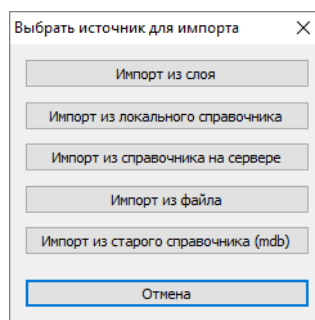 Выбрать источник для импорта
Импорт из слоя
Импорт из локального справочника
Импорт из справочника на сервере
Импорт из файла
Импорт из старого справочника (mdb)
Отмена